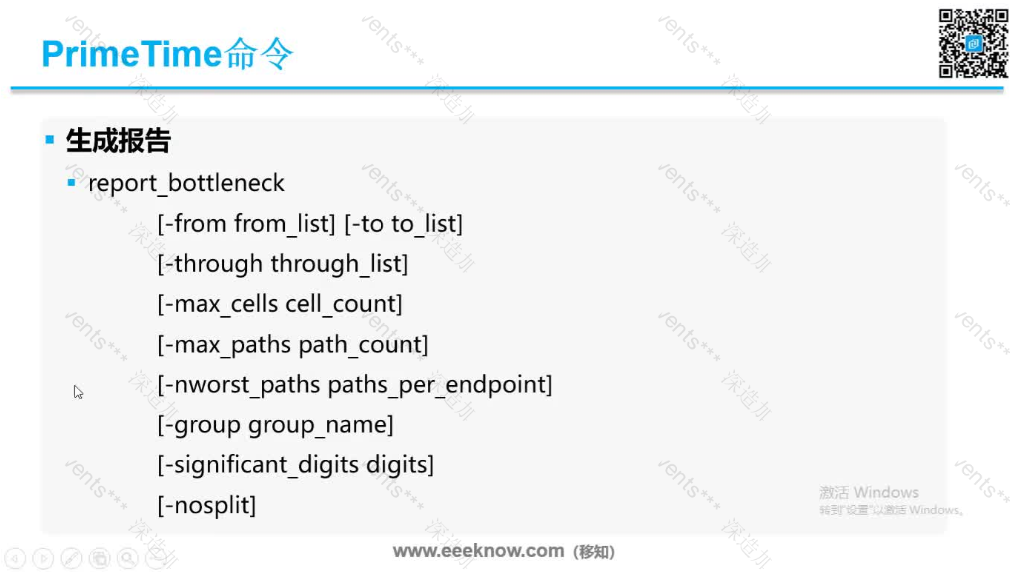 PrimeTime命令
生成报告
report_bottleneck
[-from from_list] [-to to_list]
[-through through_list]
[-max_cells cell_count]
[-max_paths path_count]
[-nworst_paths paths_per_endpoint]
[-group group_name]
[-significant_digits digits]
[-nosplit]
激活 Windows
转到"设置"以激活 Windows。
www.eeeknow.com（移知）